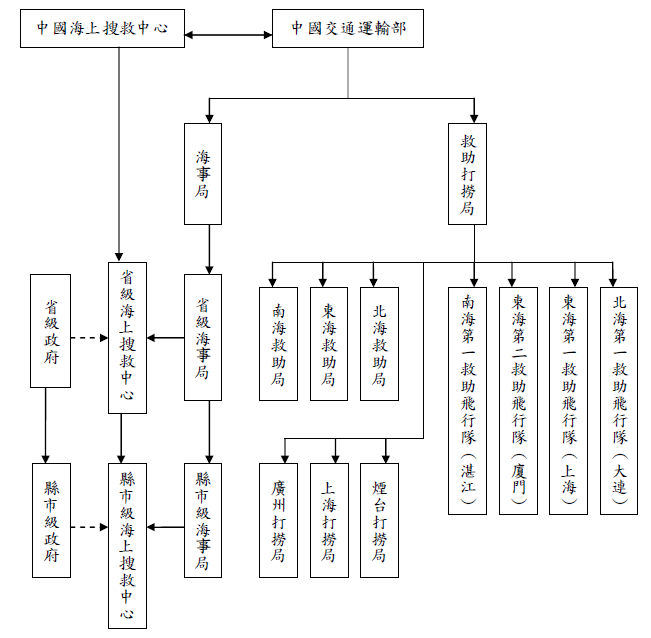 中國海上搜救中心
中國交通運輸部
海事局
救助打撈局
省級政府
省級海上搜救中心
省級海事局
南海救助局
東海救助局
北海救助局
南海第一救助飛行隊（湛江）
東海第二救助飛行隊（廈門）
東海第一救助飛行隊（上海）
北海第一救助飛行隊（大連）
縣市級政府
縣市級海上搜救中心
縣市級海事局
廣州打撈局
上海打撈局
煙台打撈局